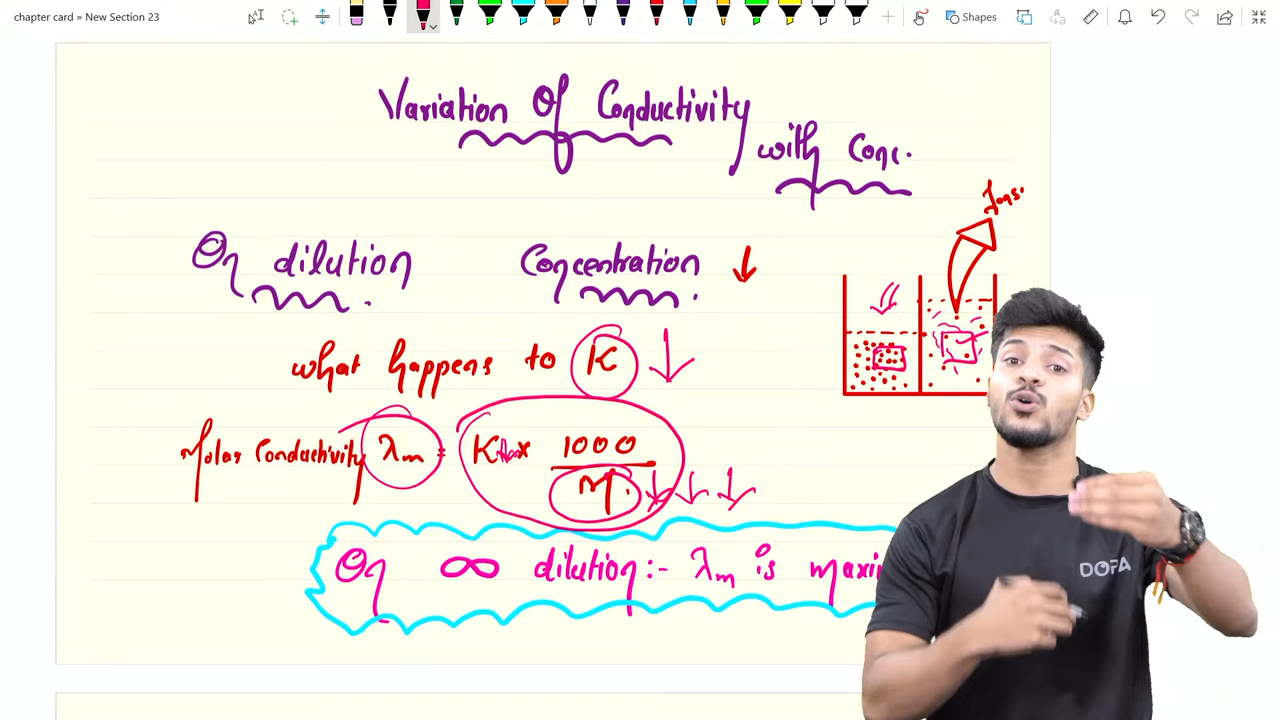 chapter card » New Section 23
Shapes
Variation Of Conductivity
with Conc.
On dilution. Concentration. ↓
Ions.
what happens to K ↓
Molar Conductivity λm = K x 1000
M. ↓ ↓ ↓
On ∞ dilution:- λm is maxi
DOPA